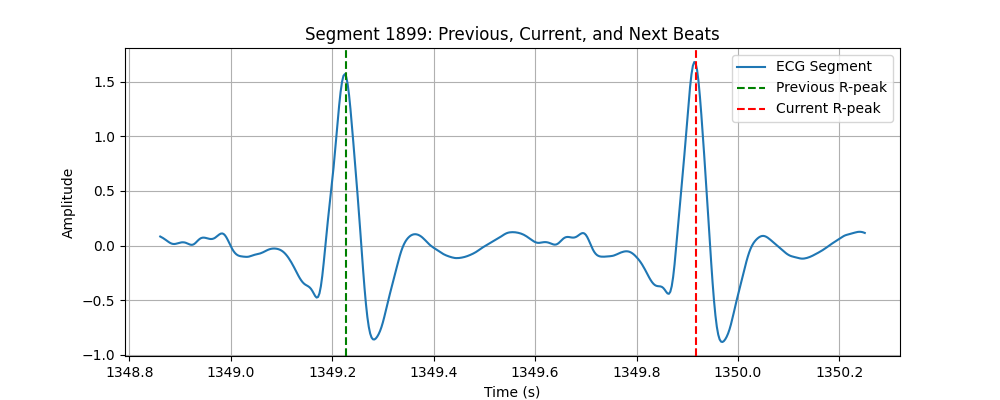 Segment 1899: Previous, Current, and Next Beats
ECG Segment
Previous R-peak
Current R-peak
Amplitude
1.5
1.0
0.5
0.0
−0.5
−1.0
1348.8 1349.0 1349.2 1349.4 1349.6 1349.8 1350.0 1350.2
Time (s)